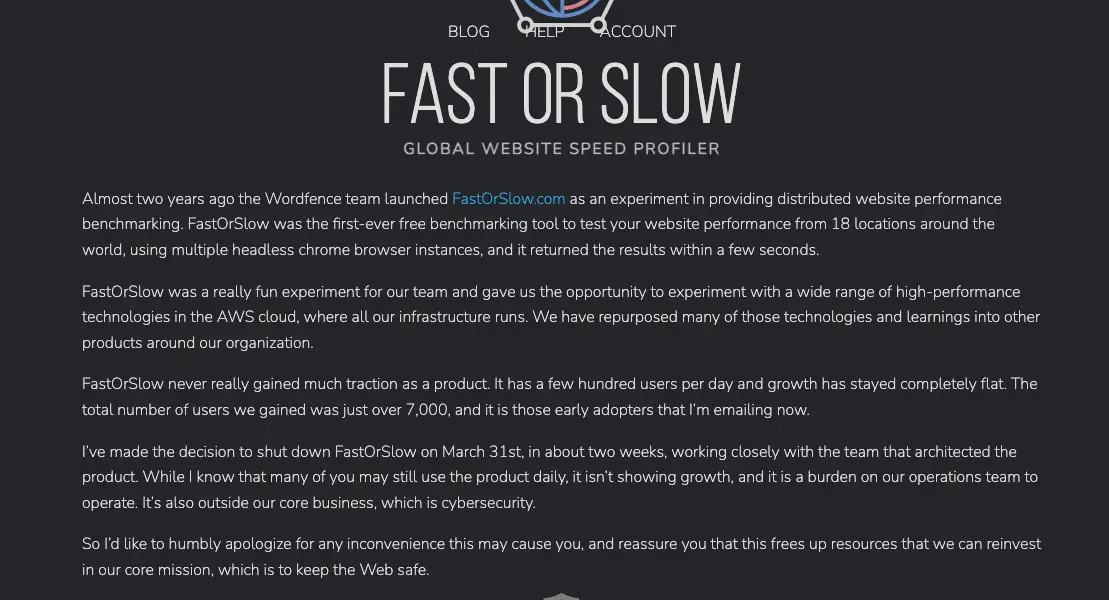 BLOG HELP ACCOUNT
FAST OR SLOW
GLOBAL WEBSITE SPEED PROFILER
Almost two years ago the Wordfence team launched FastOrSlow.com as an experiment in providing distributed website performance
benchmarking. FastOrSlow was the first-ever free benchmarking tool to test your website performance from 18 locations around the
world, using multiple headless chrome browser instances, and it returned the results within a few seconds.
FastOrSlow was a really fun experiment for our team and gave us the opportunity to experiment with a wide range of high-performance
technologies in the AWS cloud, where all our infrastructure runs. We have repurposed many of those technologies and learnings into other
products around our organization.
FastOrSlow never really gained much traction as a product. It has a few hundred users per day and growth has stayed completely flat. The
total number of users we gained was just over 7,000, and it is those early adopters that I'm emailing now.
I've made the decision to shut down FastOrSlow on March 31st, in about two weeks, working closely with the team that architected the
product. While I know that many of you may still use the product daily, it isn't showing growth, and it is a burden on our operations team to
operate. It's also outside our core business, which is cybersecurity.
So I'd like to humbly apologize for any inconvenience this may cause you, and reassure you that this frees up resources that we can reinvest
in our core mission, which is to keep the Web safe.